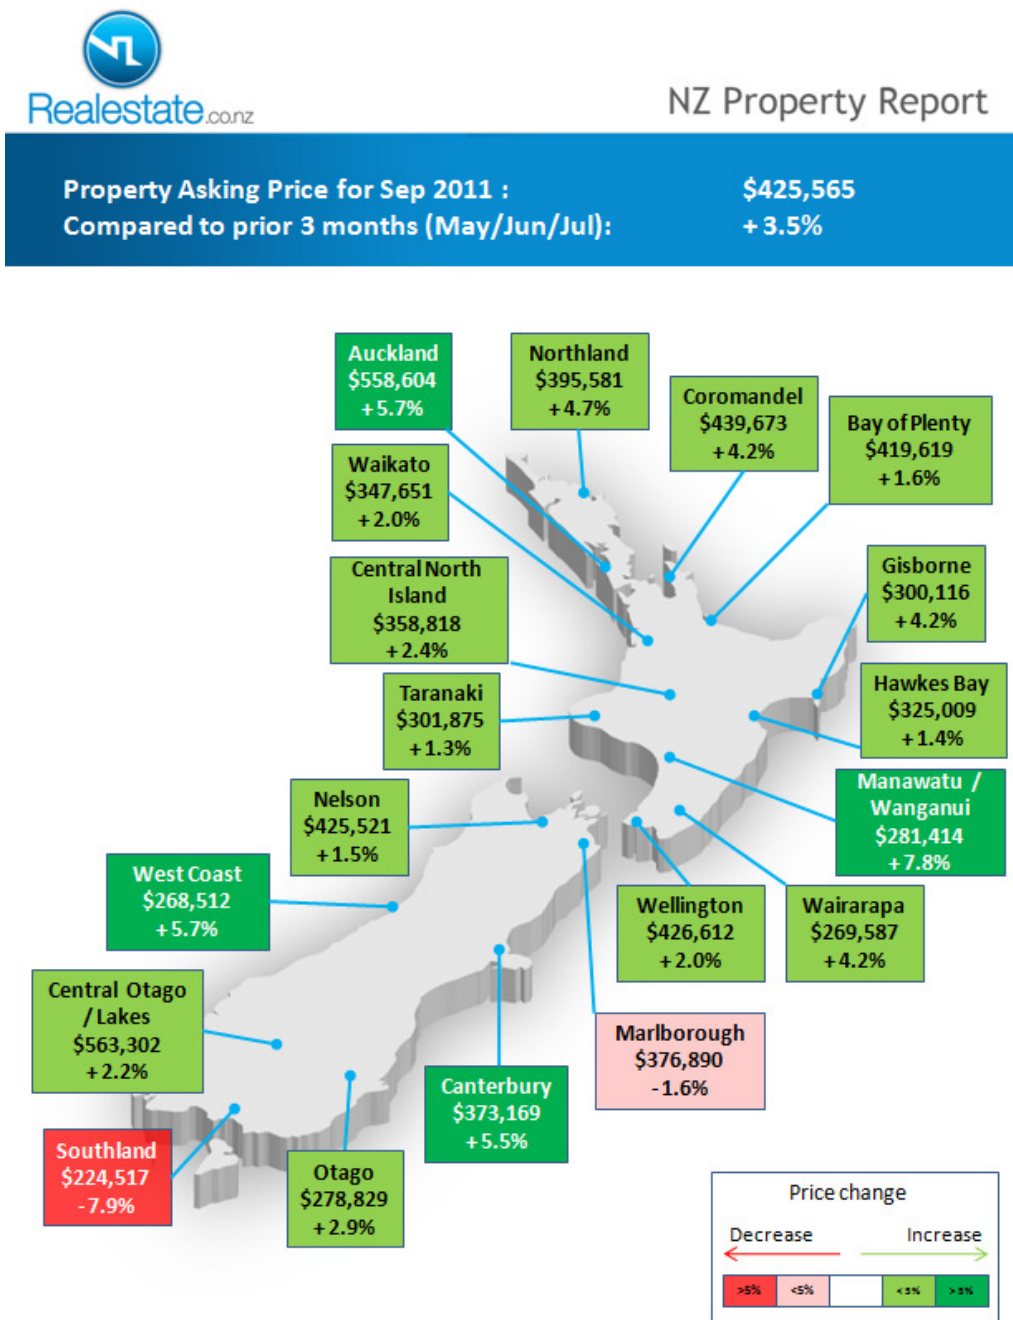 Realestate.co.nz
NZ Property Report
Property Asking Price for Sep 2011 : $425,565
Compared to prior 3 months (May/Jun/Jul): + 3.5%
Auckland
$558,604
+ 5.7%
Northland
$395,581
+ 4.7%
Coromandel
$439,673
+ 4.2%
Bay of Plenty
$419,619
+ 1.6%
Waikato
$347,651
+ 2.0%
Central North
Island
$358,818
+ 2.4%
Gisborne
$300,116
+ 4.2%
Taranaki
$301,875
+ 1.3%
Hawkes Bay
$325,009
+ 1.4%
Manawatu /
Wanganui
$281,414
+ 7.8%
Nelson
$425,521
+ 1.5%
West Coast
$268,512
+ 5.7%
Wellington
$426,612
+ 2.0%
Wairarapa
$269,587
+ 4.2%
Central Otago
/ Lakes
$563,302
+ 2.2%
Marlborough
$376,890
- 1.6%
Canterbury
$373,169
+ 5.5%
Southland
$224,517
- 7.9%
Otago
$278,829
+ 2.9%
Price change
Decrease Increase
>5% <5% <5% >5%